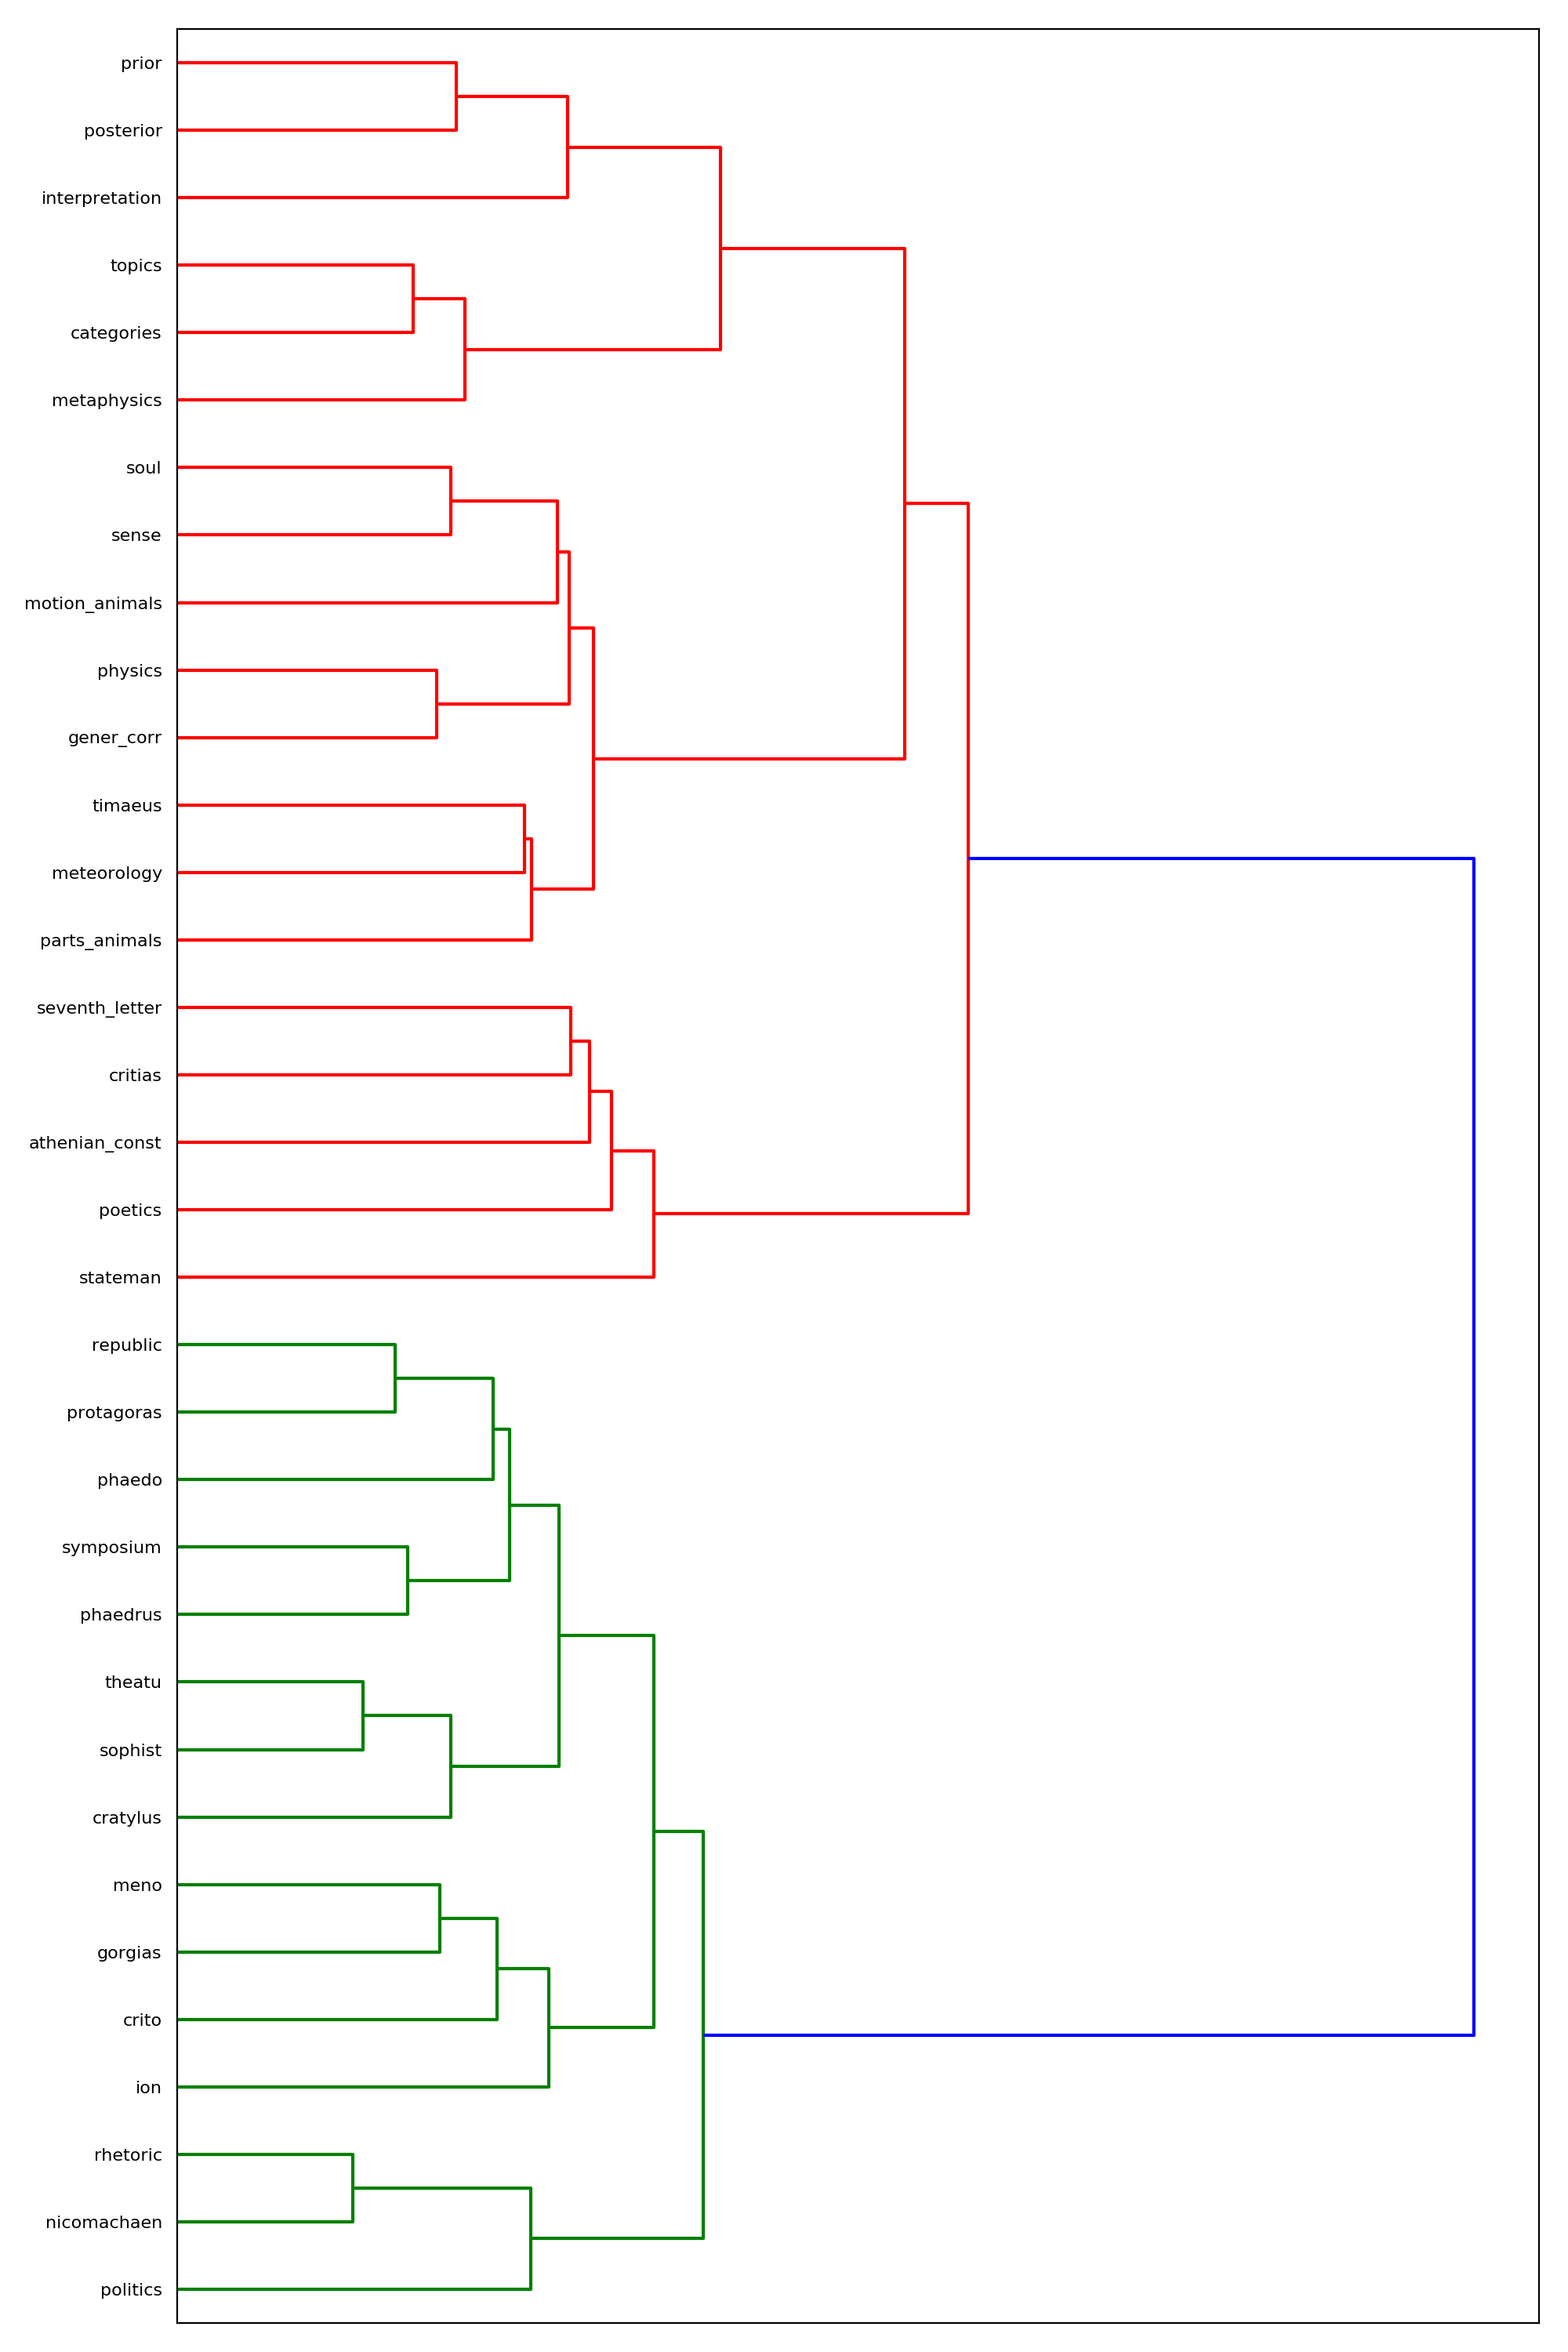 prior
posterior
interpretation
topics
categories
metaphysics
soul
sense
motion_animals
physics
gener_corr
timaeus
meteorology
parts_animals
seventh_letter
critias
athenian_const
poetics
stateman
republic
protagoras
phaedo
symposium
phaedrus
theatu
sophist
cratylus
meno
gorgias
crito
ion
rhetoric
nicomachaen
politics